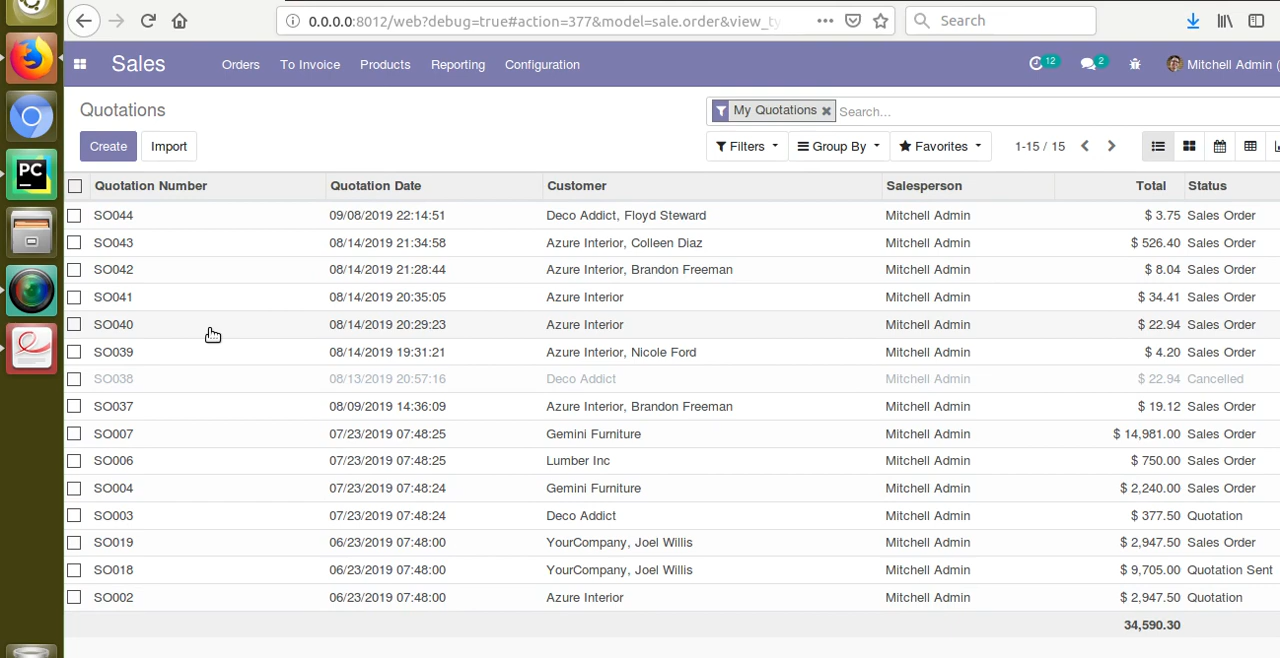 0.0.0.0:8012/web?debug=true#action=377&model=sale.order&view_ty
Search
Sales Orders To Invoice Products Reporting Configuration 12 2 Mitchell Admin (
Quotations
My Quotations Search...
Create Import Filters Group By Favorites 1-15 / 15
Quotation Number Quotation Date Customer Salesperson Total Status
SO044 09/08/2019 22:14:51 Deco Addict, Floyd Steward Mitchell Admin $ 3.75 Sales Order
SO043 08/14/2019 21:34:58 Azure Interior, Colleen Diaz Mitchell Admin $ 526.40 Sales Order
SO042 08/14/2019 21:28:44 Azure Interior, Brandon Freeman Mitchell Admin $ 8.04 Sales Order
SO041 08/14/2019 20:35:05 Azure Interior Mitchell Admin $ 34.41 Sales Order
SO040 08/14/2019 20:29:23 Azure Interior Mitchell Admin $ 22.94 Sales Order
SO039 08/14/2019 19:31:21 Azure Interior, Nicole Ford Mitchell Admin $ 4.20 Sales Order
SO038 08/13/2019 20:57:16 Deco Addict Mitchell Admin $ 22.94 Cancelled
SO037 08/09/2019 14:36:09 Azure Interior, Brandon Freeman Mitchell Admin $ 19.12 Sales Order
SO007 07/23/2019 07:48:25 Gemini Furniture Mitchell Admin $ 14,981.00 Sales Order
SO006 07/23/2019 07:48:25 Lumber Inc Mitchell Admin $ 750.00 Sales Order
SO004 07/23/2019 07:48:24 Gemini Furniture Mitchell Admin $ 2,240.00 Sales Order
SO003 07/23/2019 07:48:24 Deco Addict Mitchell Admin $ 377.50 Quotation
SO019 06/23/2019 07:48:00 YourCompany, Joel Willis Mitchell Admin $ 2,947.50 Sales Order
SO018 06/23/2019 07:48:00 YourCompany, Joel Willis Mitchell Admin $ 9,705.00 Quotation Sent
SO002 06/23/2019 07:48:00 Azure Interior Mitchell Admin $ 2,947.50 Quotation
34,590.30
PC